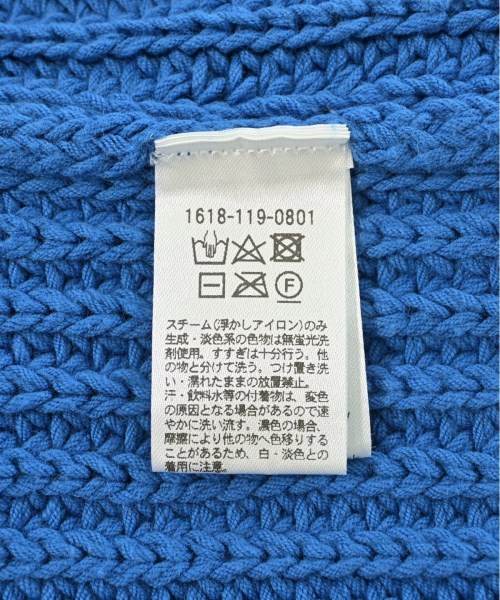 1618-119-0801
F
スチーム(浮かしアイロン)のみ
生成・淡色系の色物は無蛍光洗
剤使用。すすぎは十分行う。他
の物と分けて洗う。つけ置き洗
い・濡れたままの放置禁止。
汗・飲料水等の付着物は、変色
の原因となる場合があるので速
やかに洗い流す。濃色の場合、
摩擦により他の物へ色移りする
ことがあるため、白・淡色との
着用に注意。